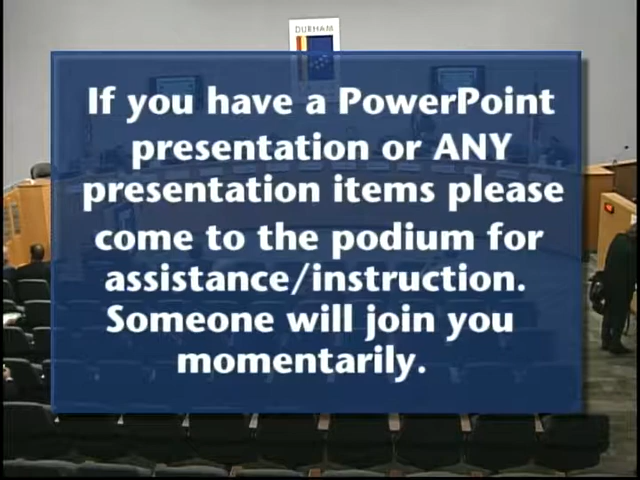 DURHAM
If you have a PowerPoint
presentation or ANY
presentation items please
come to the podium for
assistance/instruction.
Someone will join you
momentarily.